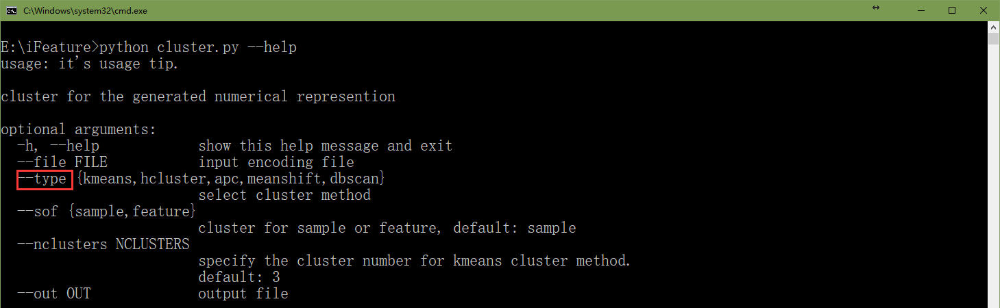 C:\Windows\system32\cmd.exe
E:\iFeature>python cluster.py --help
usage: it's usage tip.
cluster for the generated numerical represention
optional arguments:
-h, --help show this help message and exit
--file FILE input encoding file
--type {kmeans,hcluster,apc,meanshift,dbscan}
select cluster method
--sof {sample,feature}
cluster for sample or feature, default: sample
--nclusters NCLUSTERS
specify the cluster number for kmeans cluster method.
default: 3
--out OUT output file